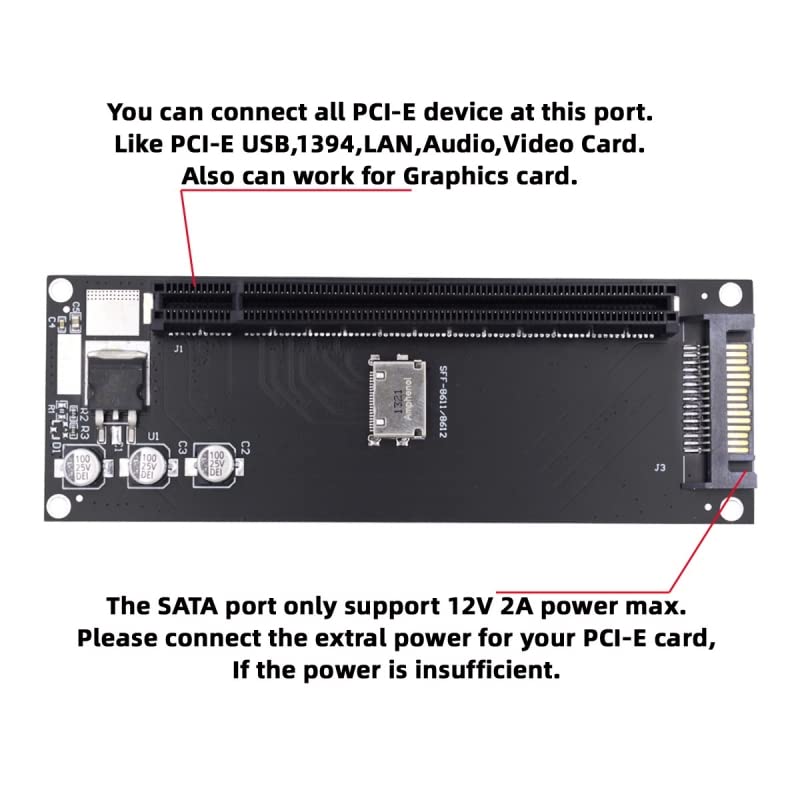 You can connect all PCI-E device at this port.
Like PCI-E USB,1394,LAN,Audio,Video Card.
Also can work for Graphics card.
C5
C4
J1
R1
R2
R3
D1
C1
U1
C3
C2
100
25V
DEI
100
25V
DEI
100
25V
DEI
1321
Amphenol
SFF-8611/8612
J3
The SATA port only support 12V 2A power max.
Please connect the extral power for your PCI-E card,
If the power is insufficient.